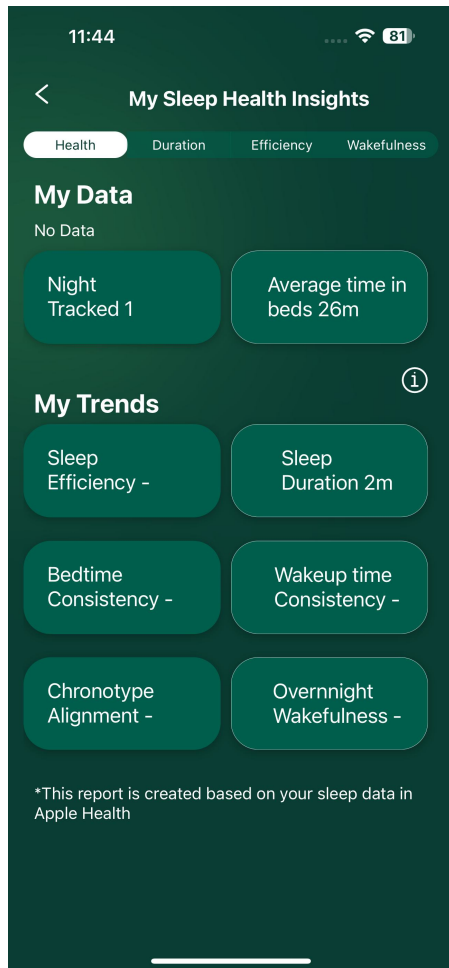 11:44
81
My Sleep Health Insights
Health Duration Efficiency Wakefulness
My Data
No Data
Night
Tracked 1
Average time in
beds 26m
My Trends
Sleep
Efficiency -
Sleep
Duration 2m
Bedtime
Consistency -
Wakeup time
Consistency -
Chronotype
Alignment -
Overnnight
Wakefulness -
*This report is created based on your sleep data in
Apple Health